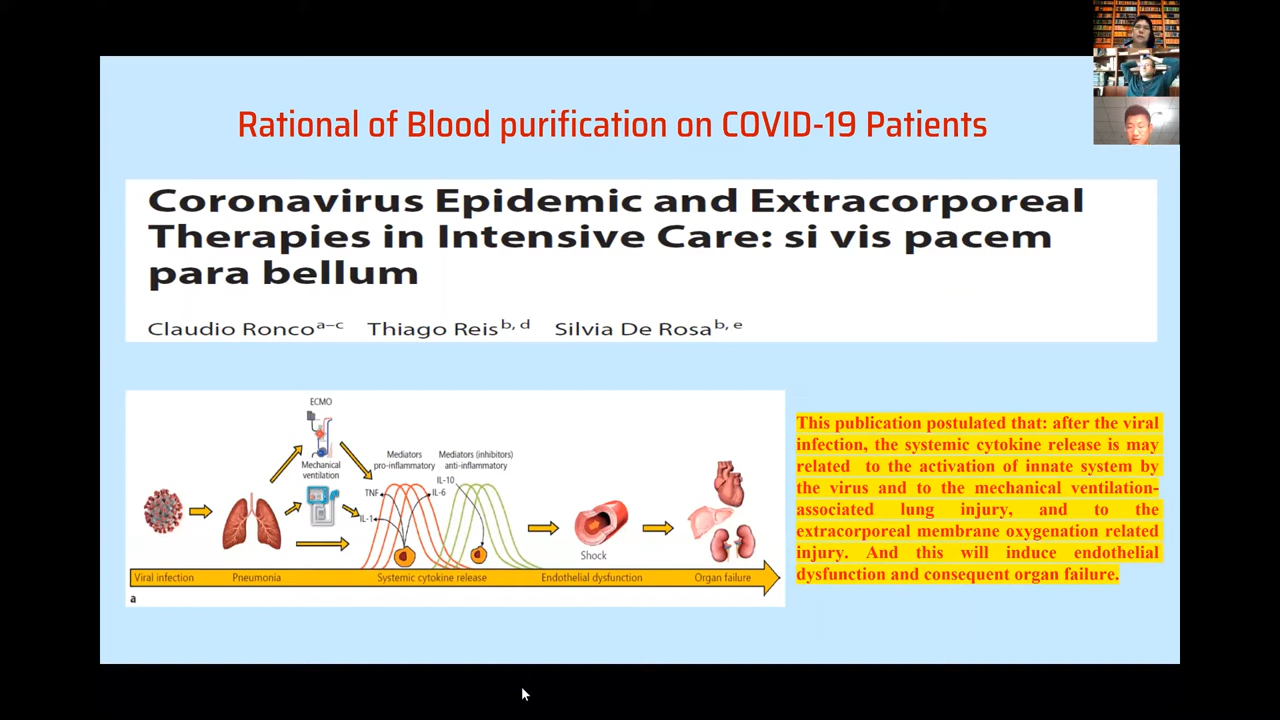 Rational of Blood purification on COVID-19 Patients
Coronavirus Epidemic and Extracorporeal
Therapies in Intensive Care: si vis pacem
para bellum
Claudio Ronco a–c Thiago Reis b, d Silvia De Rosa b, e
ECMO
Mechanical
ventilation
Mediators
pro-inflammatory
Mediators (inhibitors)
anti-inflammatory
TNF
IL-10
IL-6
IL-1
Shock
Viral infection
Pneumonia
Systemic cytokine release
Endothelial dysfunction
Organ failure
a
This publication postulated that: after the viral
infection, the systemic cytokine release is may
related to the activation of innate system by
the virus and to the mechanical ventilation-
associated lung injury, and to the
extracorporeal membrane oxygenation related
injury. And this will induce endothelial
dysfunction and consequent organ failure.